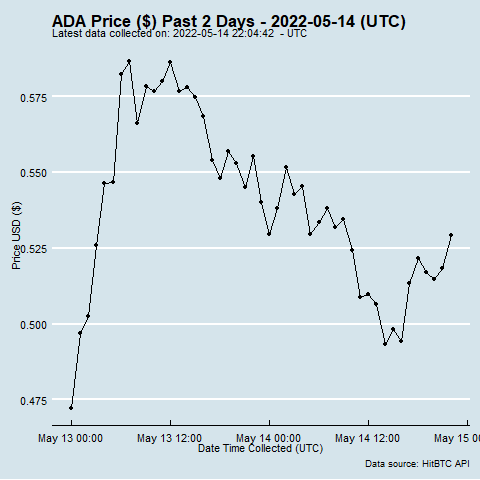 ADA Price ($) Past 2 Days - 2022-05-14 (UTC)
Latest data collected on: 2022-05-14 22:04:42 - UTC
0.575
0.550
0.525
0.500
0.475
Price USD ($)
May 13 00:00 May 13 12:00 May 14 00:00 May 14 12:00 May 15 00
Date Time Collected (UTC)
Data source: HitBTC API